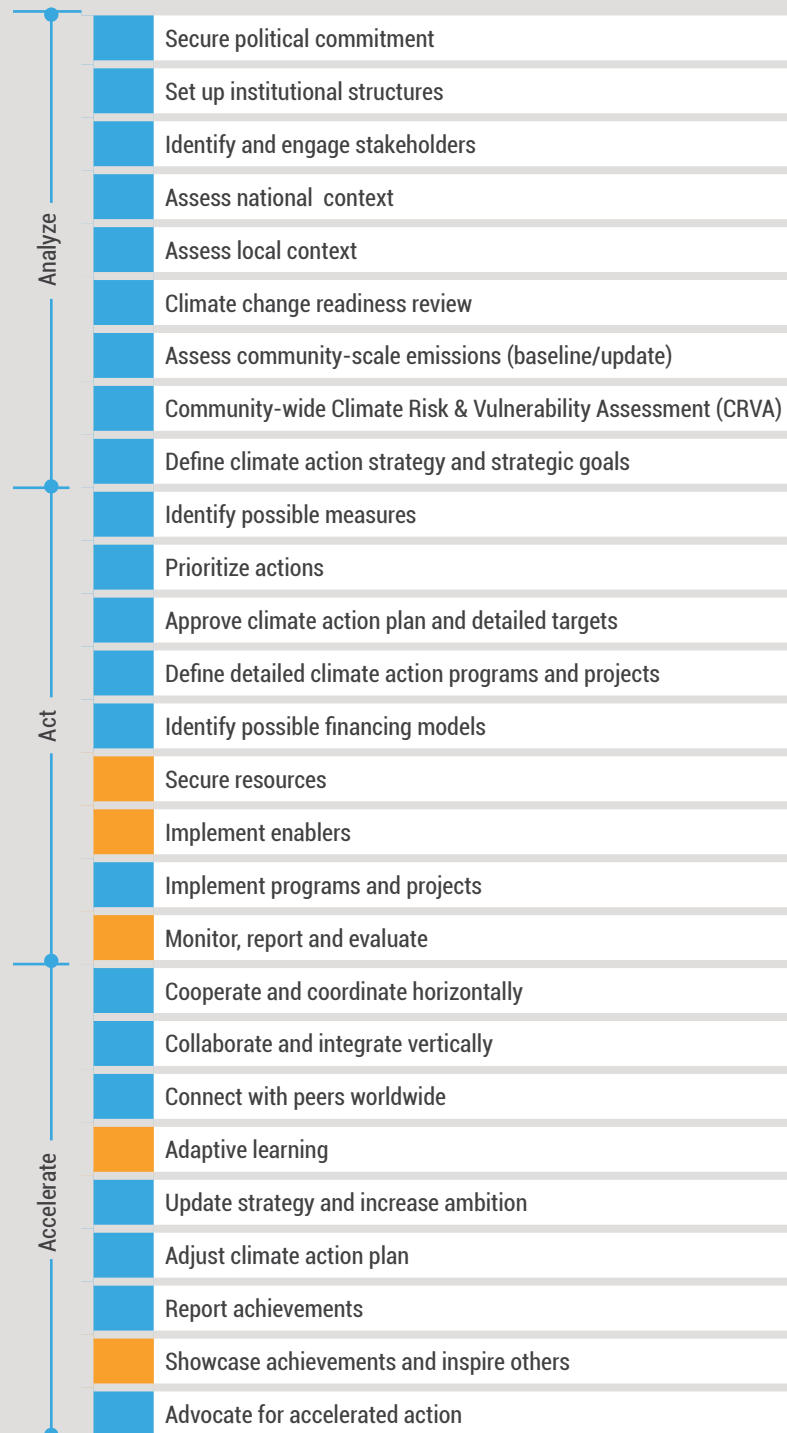 Analyze
Secure political commitment
Set up institutional structures
Identify and engage stakeholders
Assess national  context
Assess local context
Climate change readiness review
Assess community-scale emissions (baseline/update)
Community-wide Climate Risk & Vulnerability Assessment (CRVA)
Define climate action strategy and strategic goals
Act
Identify possible measures
Prioritize actions
Approve climate action plan and detailed targets
Define detailed climate action programs and projects
Identify possible financing models
Secure resources
Implement enablers
Implement programs and projects
Monitor, report and evaluate
Accelerate
Cooperate and coordinate horizontally
Collaborate and integrate vertically
Connect with peers worldwide
Adaptive learning
Update strategy and increase ambition
Adjust climate action plan
Report achievements
Showcase achievements and inspire others
Advocate for accelerated action